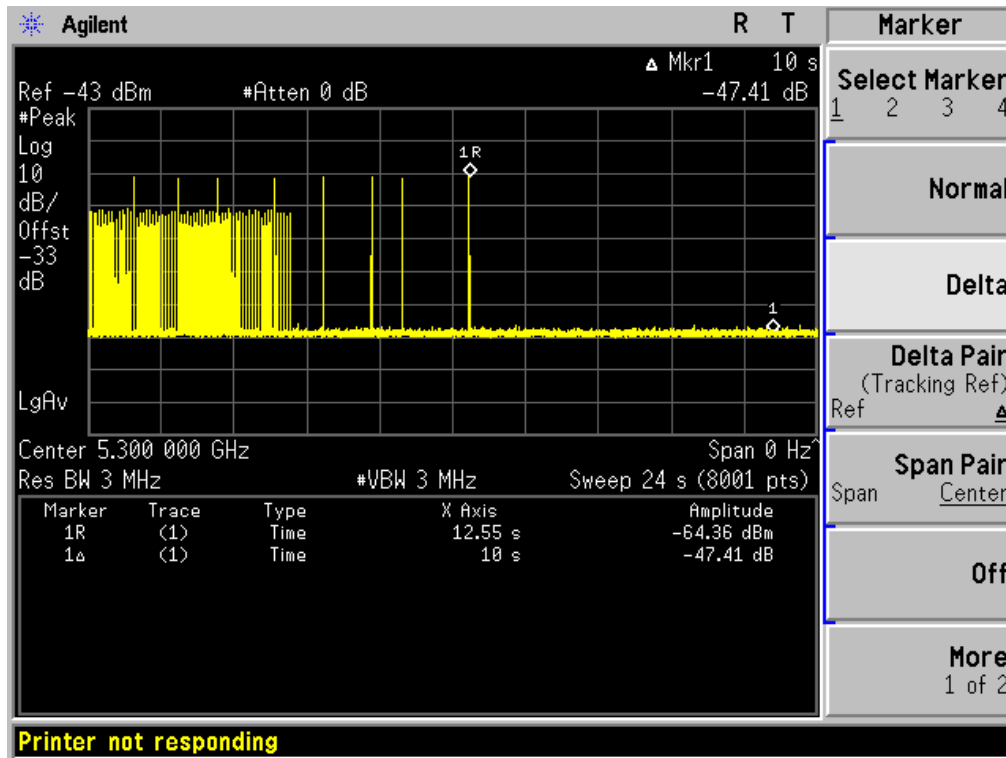 Agilent R T
Δ Mkr1 10 s
Ref -43 dBm #Atten 0 dB -47.41 dB
#Peak
Log
10
dB/
Offst
-33
dB
1R
1
LgAv
Center 5.300 000 GHz Span 0 Hz^
Res BW 3 MHz #VBW 3 MHz Sweep 24 s (8001 pts)
Marker Trace Type X Axis Amplitude
1R (1) Time 12.55 s -64.36 dBm
1Δ (1) Time 10 s -47.41 dB
Printer not responding
Marker
Select Marker
1 2 3 4
Normal
Delta
Delta Pair
(Tracking Ref)
Ref Δ
Span Pair
Span Center
Off
More
1 of 2